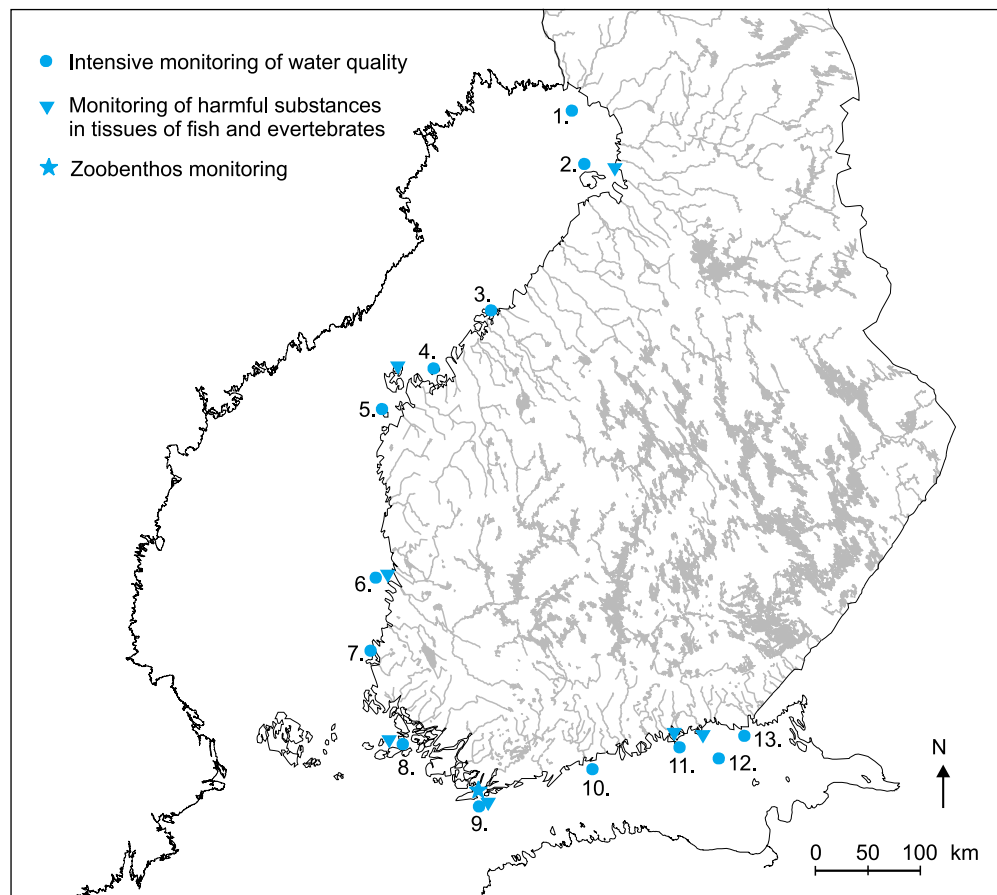 Intensive monitoring of water quality
Monitoring of harmful substances
in tissues of fish and evertebrates
Zoobenthos monitoring
1.
2.
3.
4.
5.
6.
7.
8.
9.
10.
11.
12.
13.
N
0 50 100 km